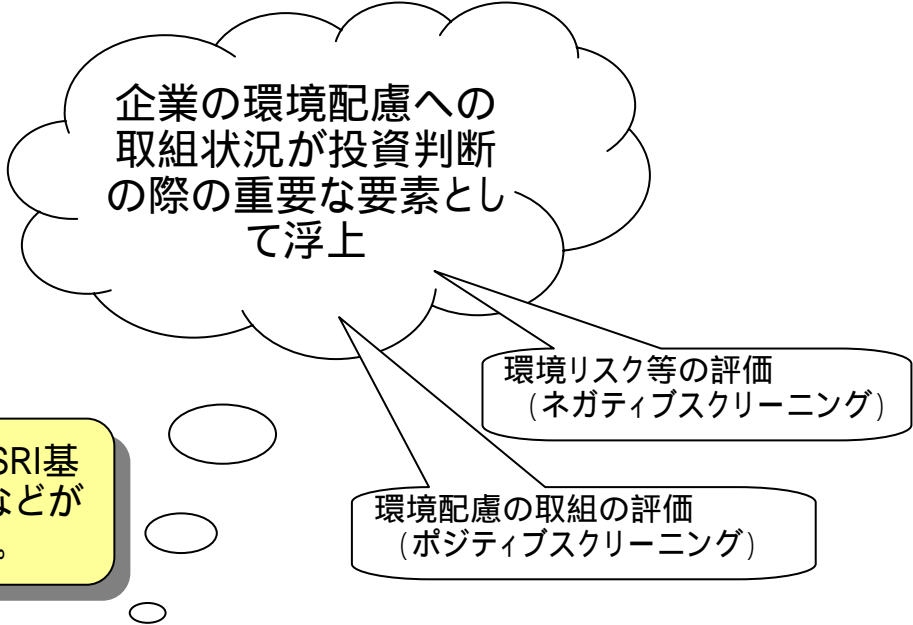 企業の環境配慮への
取組状況が投資判断
の際の重要な要素とし
て浮上
環境リスク等の評価
(ネガティブスクリーニング)
環境配慮の取組の評価
(ポジティブスクリーニング)
SRI基
などが
。